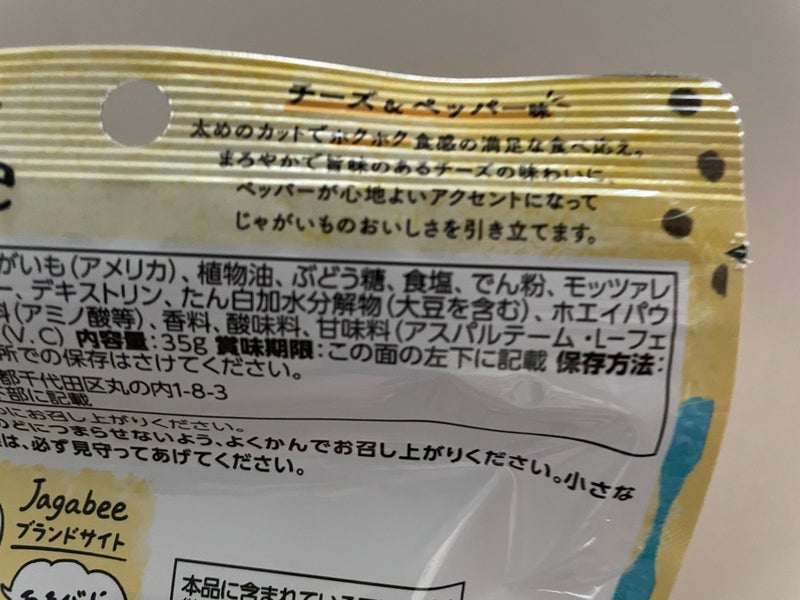 チーズ&ペッパー味
太めのカットでホクホク食感の満足な食べ応え。
まろやかで旨味のあるチーズの味わいに、
ペッパーが心地よいアクセントになって
じゃがいものおいしさを引き立てます。
がいも(アメリカ)、植物油、ぶどう糖、食塩、でん粉、モッツァレ
ー、デキストリン、たん白加水分解物(大豆を含む)、ホエイパウ
料(アミノ酸等)、香料、酸味料、甘味料(アスパルテーム・L-フェ
(V.C) 内容量:35g 賞味期限:この面の左下に記載 保存方法:
所での保存はさけてください。
都千代田区丸の内1-8-3
下部に記載
にお召し上がりください。
のどにつまらせないよう、よくかんでお召し上がりください。小さな
は、必ず見守ってあげてください。
Jagabee
ブランドサイト
本品に含まれている